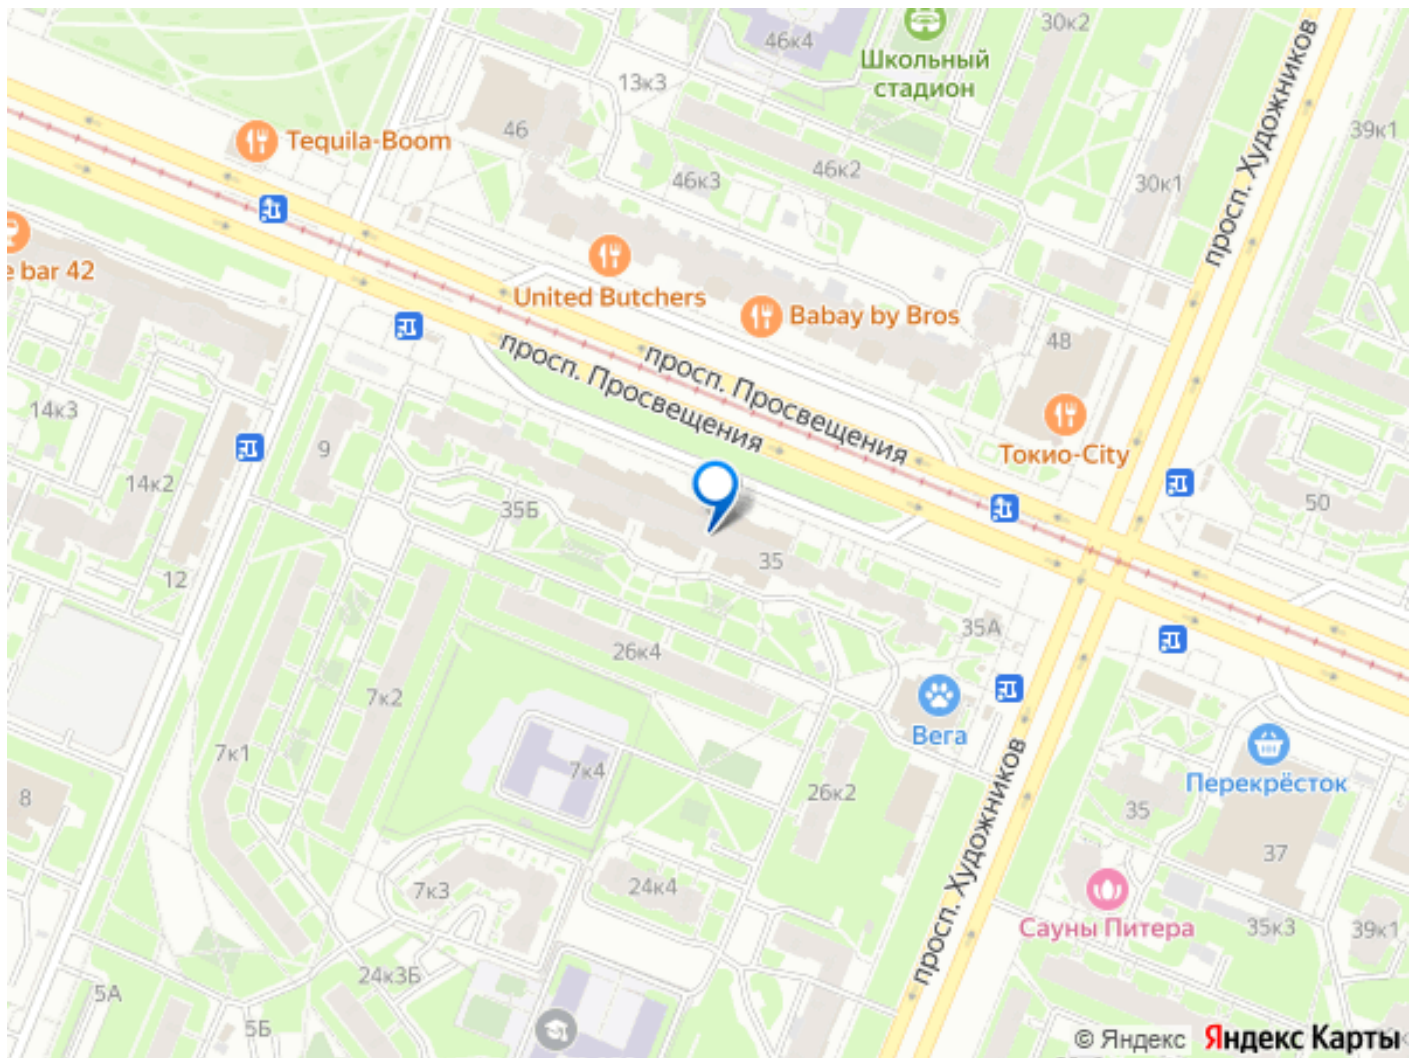 30к2
46к4
Школьный
стадион
13к3
39к1
Tequila-Boom
46
46к2
46к3
30к1
просп. Художников
e bar 42
United Butchers
Babay by Bros
48
просп. Просвещения
просп. Просвещения
14к3
9
Токио-City
14к2
35Б
50
35
12
35А
26к4
7к2
Вега
7к1
7к4
Перекрёсток
просп. Художников
8
26к2
35
37
7к3
24к4
Сауны Питера
35к3
39к1
24к3Б
5А
5Б
© Яндекс
Яндекс Карты